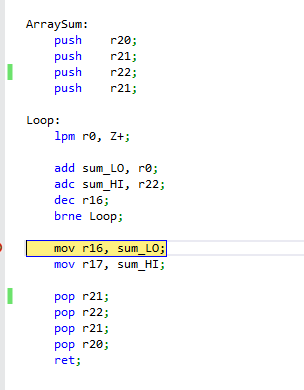 ArraySum:
push r20;
push r21;
push r22;
push r21;
Loop:
lpm r0, Z+;
add sum_LO, r0;
adc sum_HI, r22;
dec r16;
brne Loop;
mov r16, sum_LO;
mov r17, sum_HI;
pop r21;
pop r22;
pop r21;
pop r20;
ret;